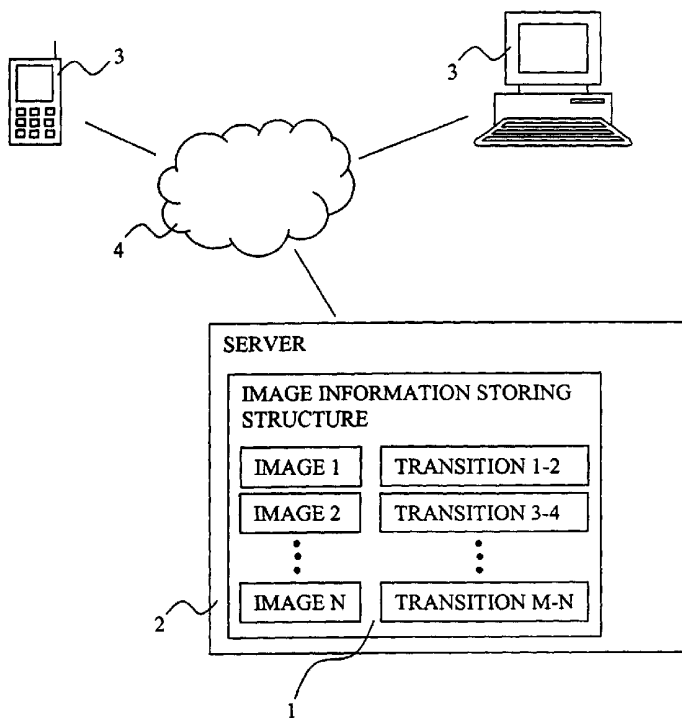 3
3
4
SERVER
IMAGE INFORMATION STORING
STRUCTURE
IMAGE 1 TRANSITION 1-2
IMAGE 2 TRANSITION 3-4
IMAGE N TRANSITION M-N
2
1